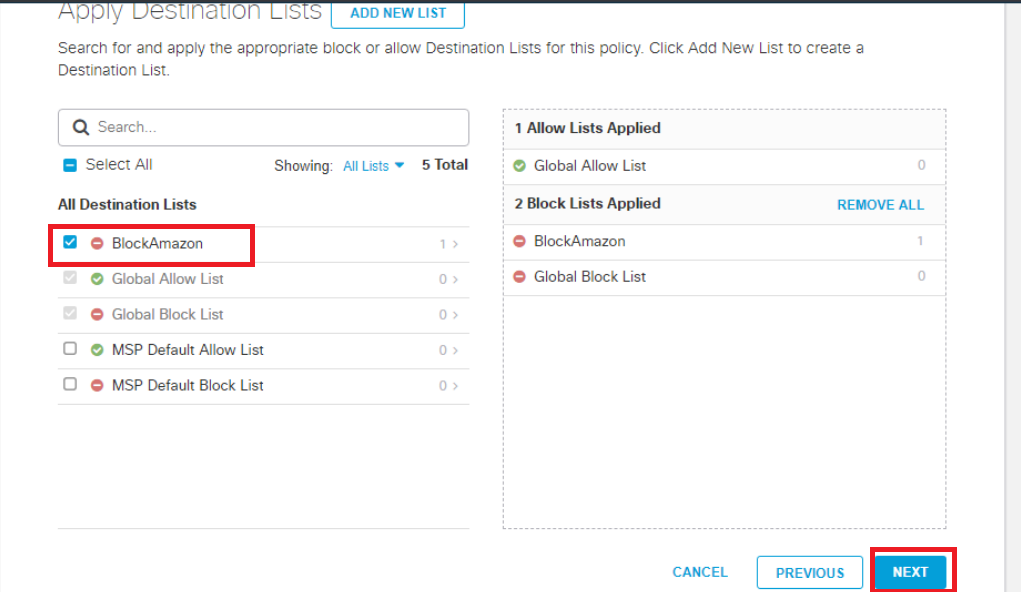 Apply Destination Lists
ADD NEW LIST
Search for and apply the appropriate block or allow Destination Lists for this policy. Click Add New List to create a
Destination List.
Search...
Select All
Showing: All Lists
5 Total
All Destination Lists
BlockAmazon 1 >
Global Allow List 0 >
Global Block List 0 >
MSP Default Allow List 0 >
MSP Default Block List 0 >
1 Allow Lists Applied
Global Allow List 0
2 Block Lists Applied REMOVE ALL
BlockAmazon 1
Global Block List 0
CANCEL
PREVIOUS
NEXT